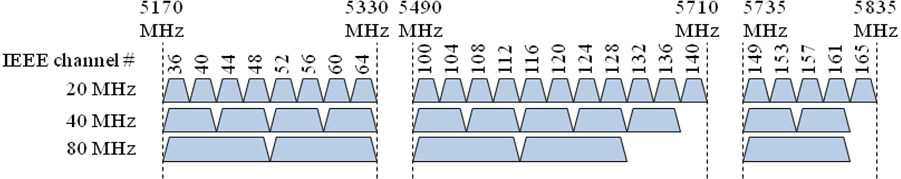 5170 MHz 5330 MHz 5490 MHz 5710 MHz 5735 MHz 5835 MHz
IEEE channel # 36 40 44 48 52 56 60 64 100 104 108 112 116 120 124 128 132 136 140 149 153 157 161 165
20 MHz
40 MHz
80 MHz